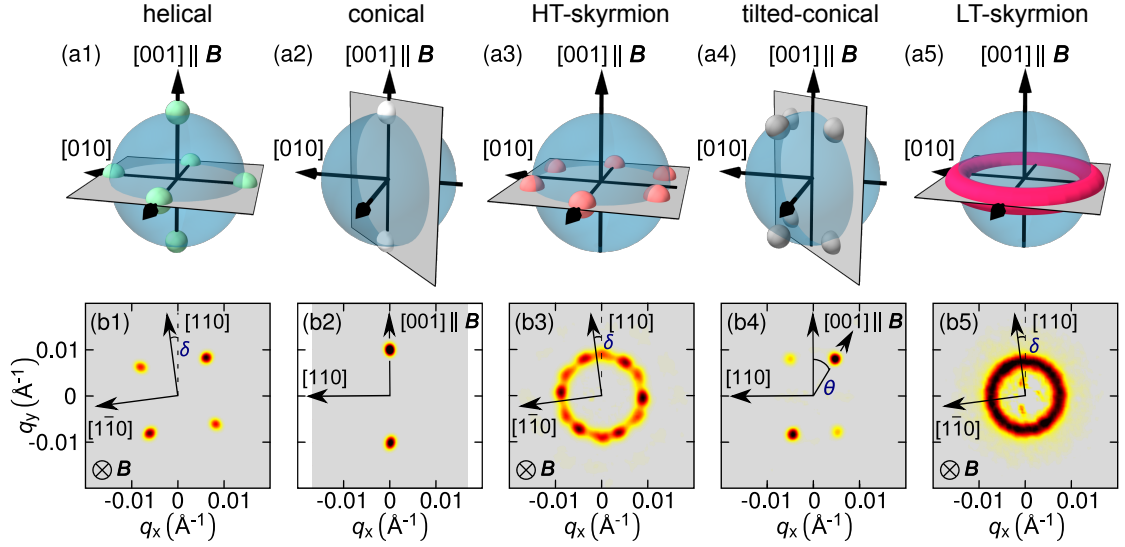 helical conical HT-skyrmion tilted-conical LT-skyrmion
(a1) [001] || B (a2) [001] || B (a3) [001] || B (a4) [001] || B (a5) [001] || B
[010] [010] [010] [010] [010]
(b1) [110] (b2) [001] || B (b3) [110] (b4) [001] || B (b5) [110]
δ δ δ
0.01 [110] θ [110]
0
-0.01 [11̄0] [11̄0] [11̄0]
qy (Å⁻¹)
⊗ B ⊗ B ⊗ B
-0.01 0 0.01 -0.01 0 0.01 -0.01 0 0.01 -0.01 0 0.01 -0.01 0 0.01
qx (Å⁻¹) qx (Å⁻¹) qx (Å⁻¹) qx (Å⁻¹) qx (Å⁻¹)